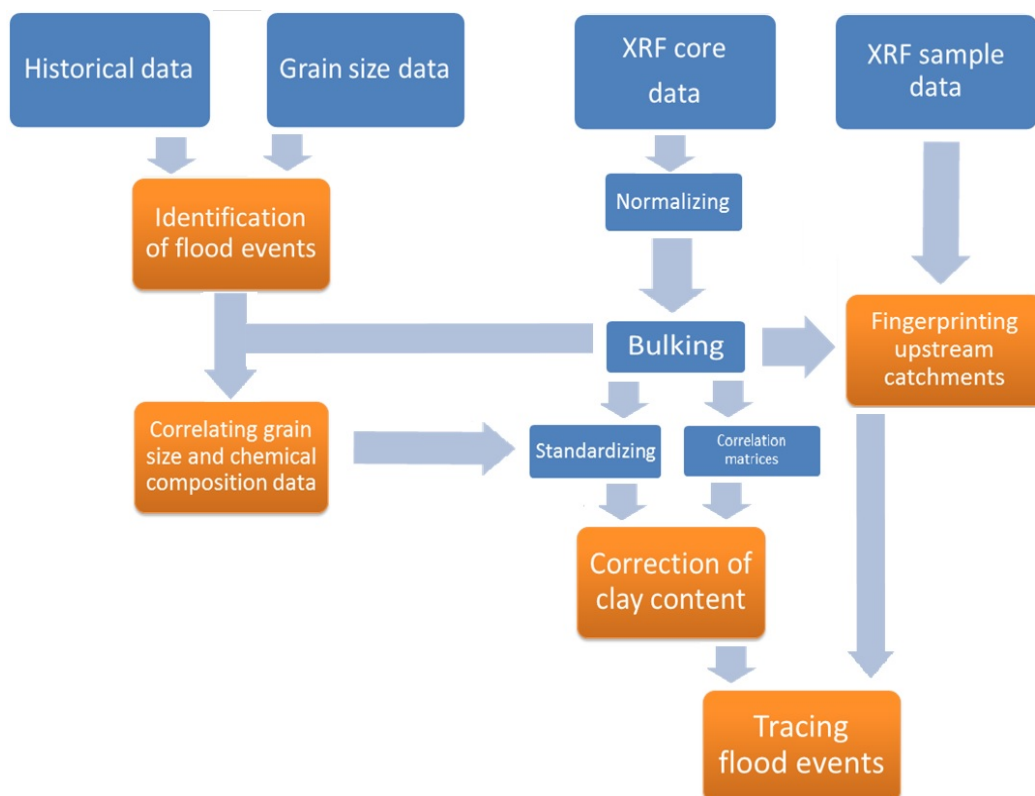 Historical data
Grain size data
XRF core
data
XRF sample
data
Normalizing
Identification
of flood events
Bulking
Fingerprinting
upstream
catchments
Correlating grain
size and chemical
composition data
Standardizing
Correlation
matrices
Correction of
clay content
Tracing
flood events